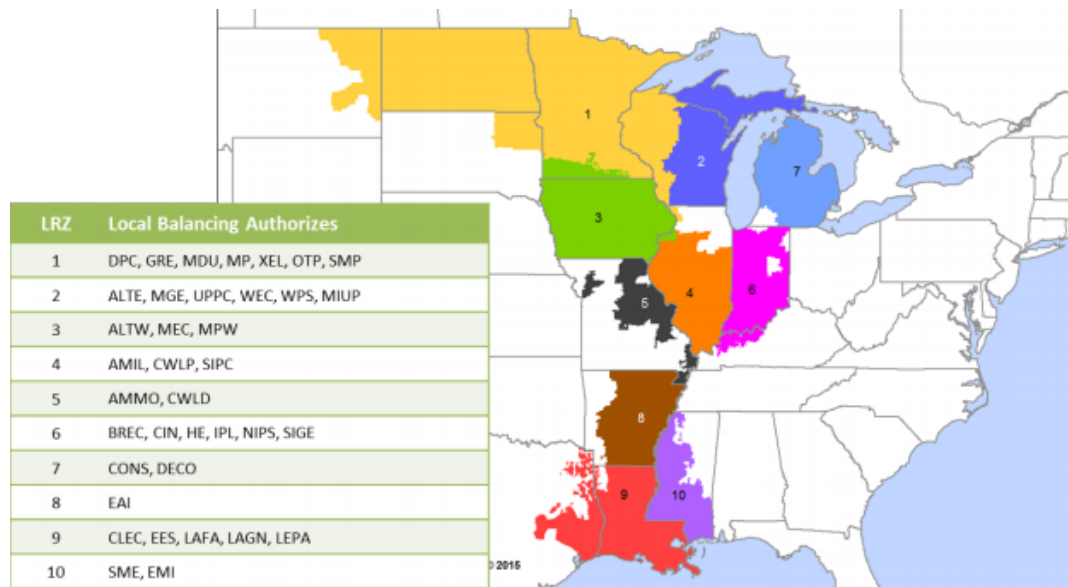 1
2
7
3
4
6
5
8
9
10
LRZ Local Balancing Authorizes
1 DPC, GRE, MDU, MP, XEL, OTP, SMP
2 ALTE, MGE, UPPC, WEC, WPS, MIUP
3 ALTW, MEC, MPW
4 AMIL, CWLP, SIPC
5 AMMO, CWLD
6 BREC, CIN, HE, IPL, NIPS, SIGE
7 CONS, DECO
8 EAI
9 CLEC, EES, LAFA, LAGN, LEPA
10 SME, EMI
© 2015